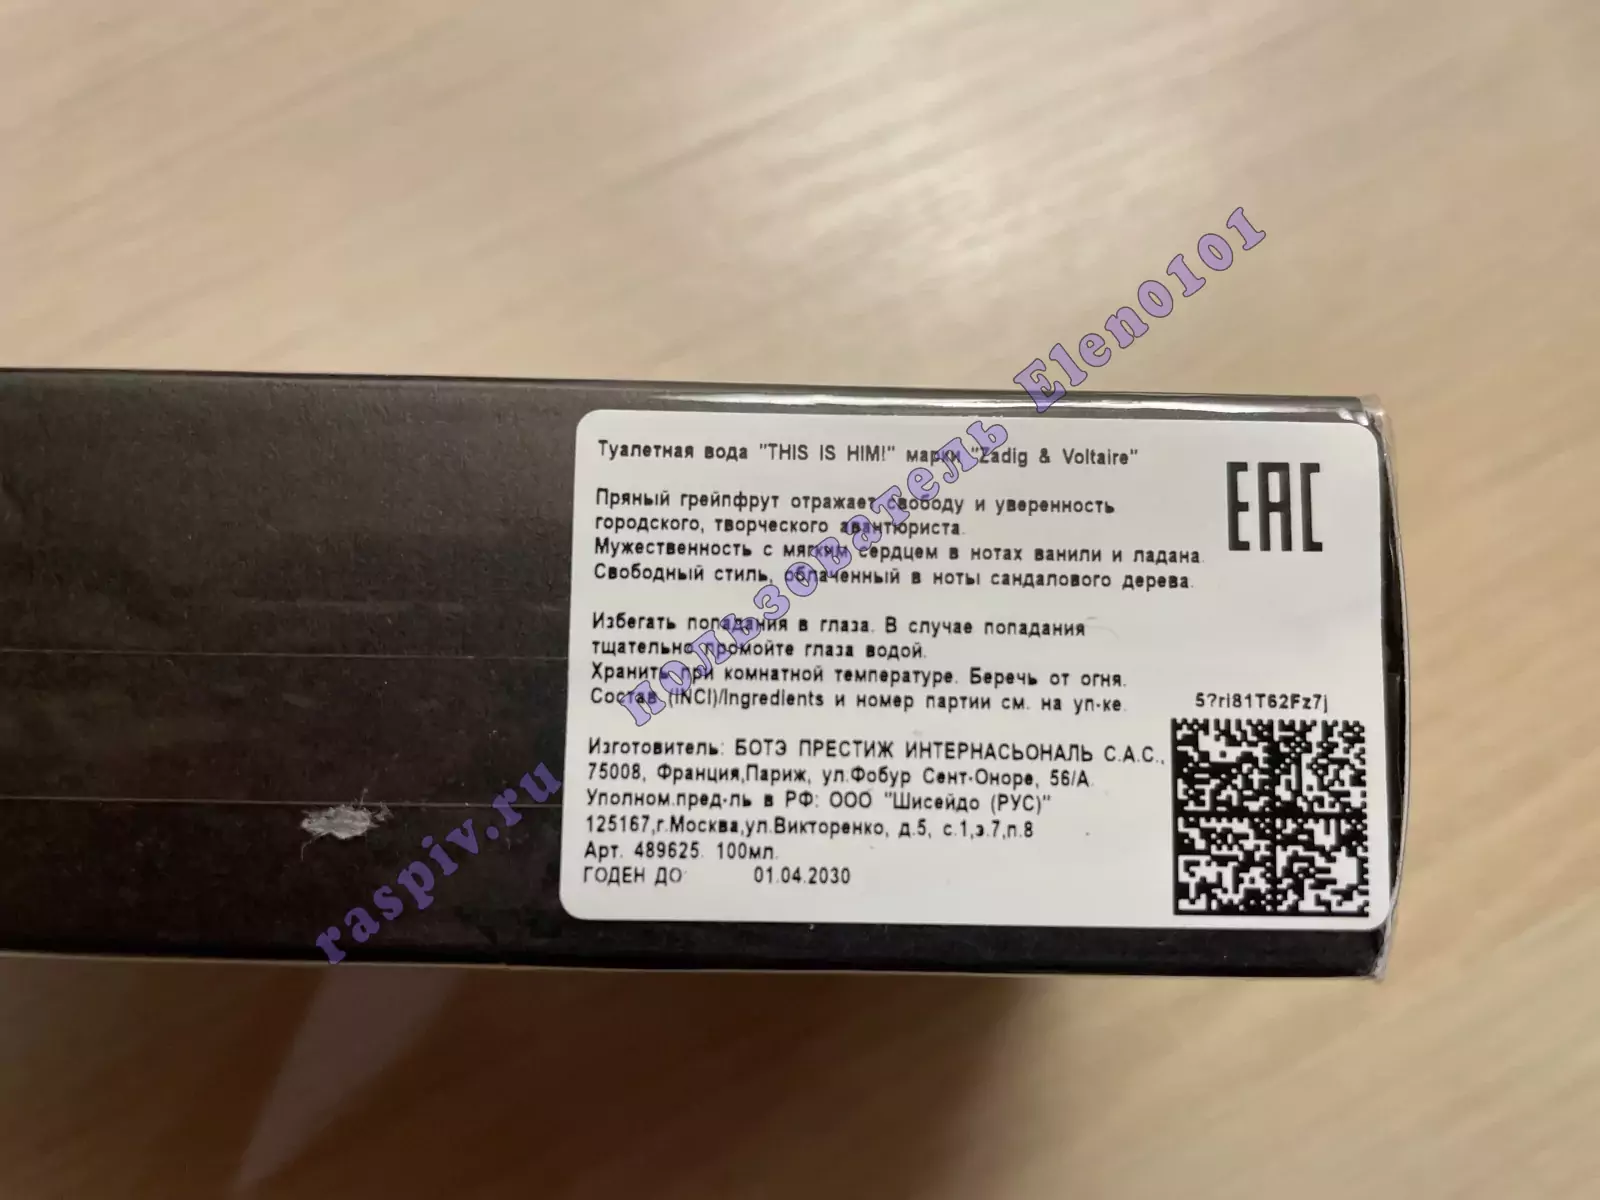 Туалетная вода "THIS IS HIM!" марки "Zadig & Voltaire"
Пряный грейпфрут отражает свободу и уверенность
городского, творческого авантюриста.
Мужественность с мягким сердцем в нотах ванили и ладана.
Свободный стиль, облаченный в ноты сандалового дерева.
Избегать попадания в глаза. В случае попадания
тщательно промойте глаза водой.
Хранить при комнатной температуре. Беречь от огня.
Состав (INCI)/Ingredients и номер партии см. на уп-ке.
Изготовитель: БОТЭ ПРЕСТИЖ ИНТЕРНАСЬОНАЛЬ С.А.С.,
75008, Франция,Париж, ул.Фобур Сент-Оноре, 56/А.
Уполном.пред-ль в РФ: ООО "Шисейдо (РУС)"
125167,г.Москва,ул.Викторенко, д.5, с.1,э.7,п.8
Арт. 489625. 100мл.
ГОДЕН ДО: 01.04.2030
EAC
5?ri81T62Fz7j
raspiv.ru пользователь Elen0101